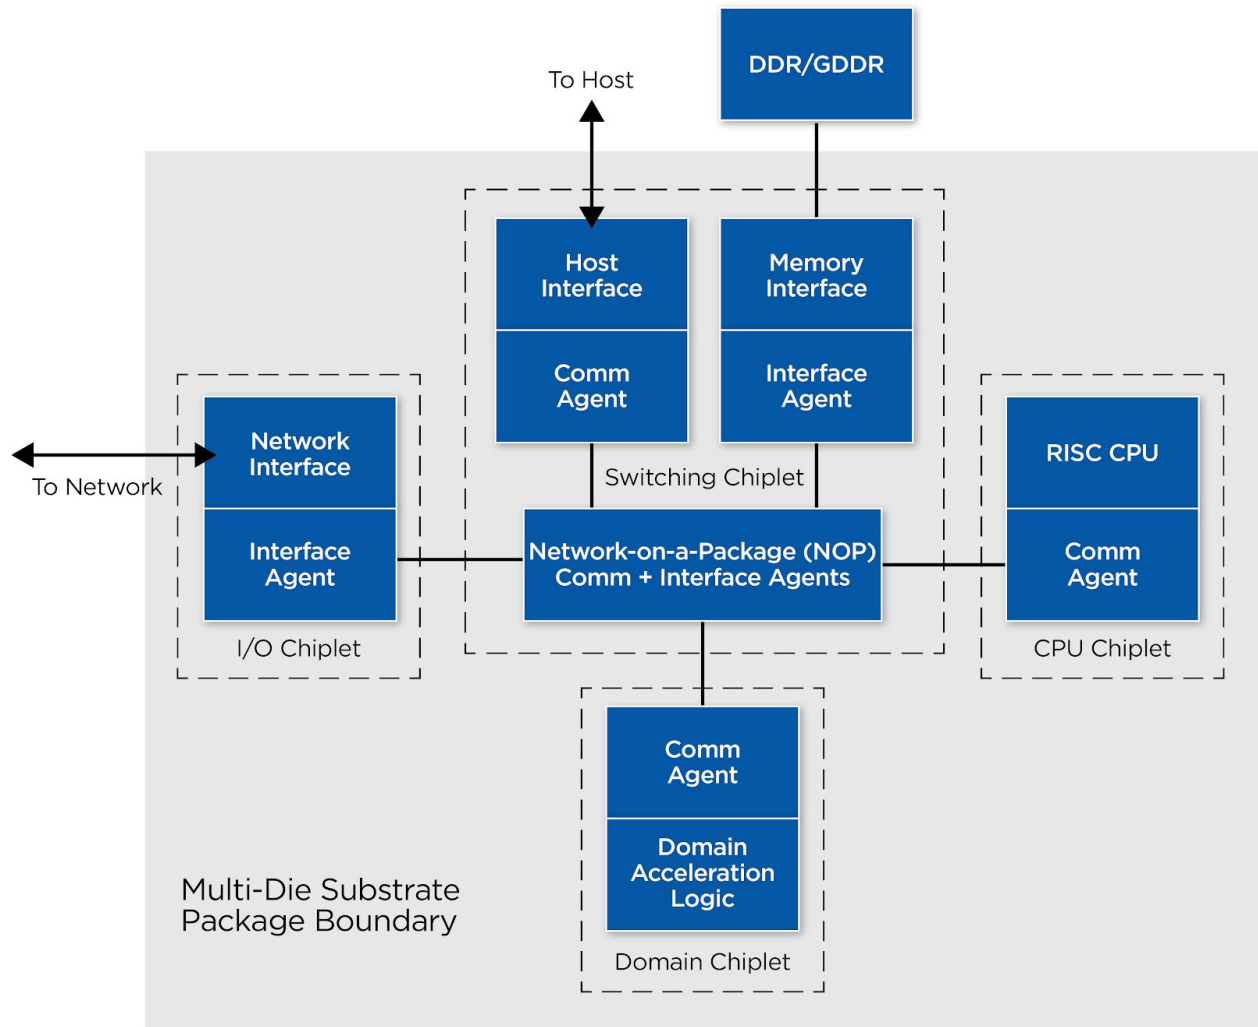 DDR/GDDR
To Host
Host
Interface
Memory
Interface
Comm
Agent
Interface
Agent
Network
Interface
To Network
RISC CPU
Switching Chiplet
Interface
Agent
Network-on-a-Package (NOP)
Comm + Interface Agents
Comm
Agent
I/O Chiplet
CPU Chiplet
Comm
Agent
Domain
Acceleration
Logic
Multi-Die Substrate
Package Boundary
Domain Chiplet